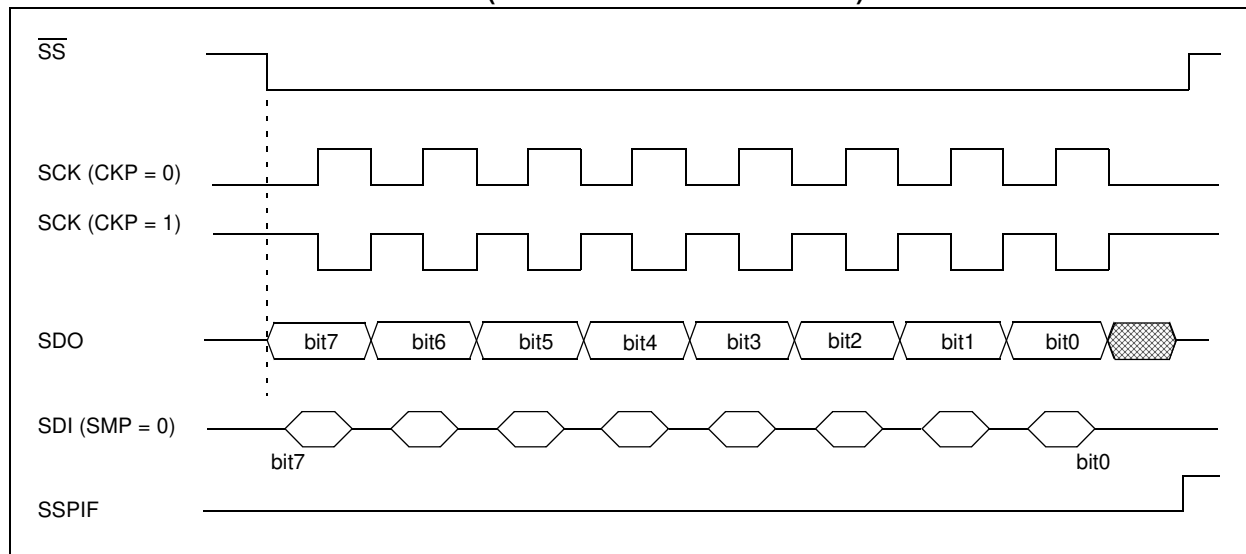 SS
SCK (CKP = 0)
SCK (CKP = 1)
SDO
bit7 bit6 bit5 bit4 bit3 bit2 bit1 bit0
SDI (SMP = 0)
bit7 bit0
SSPIF